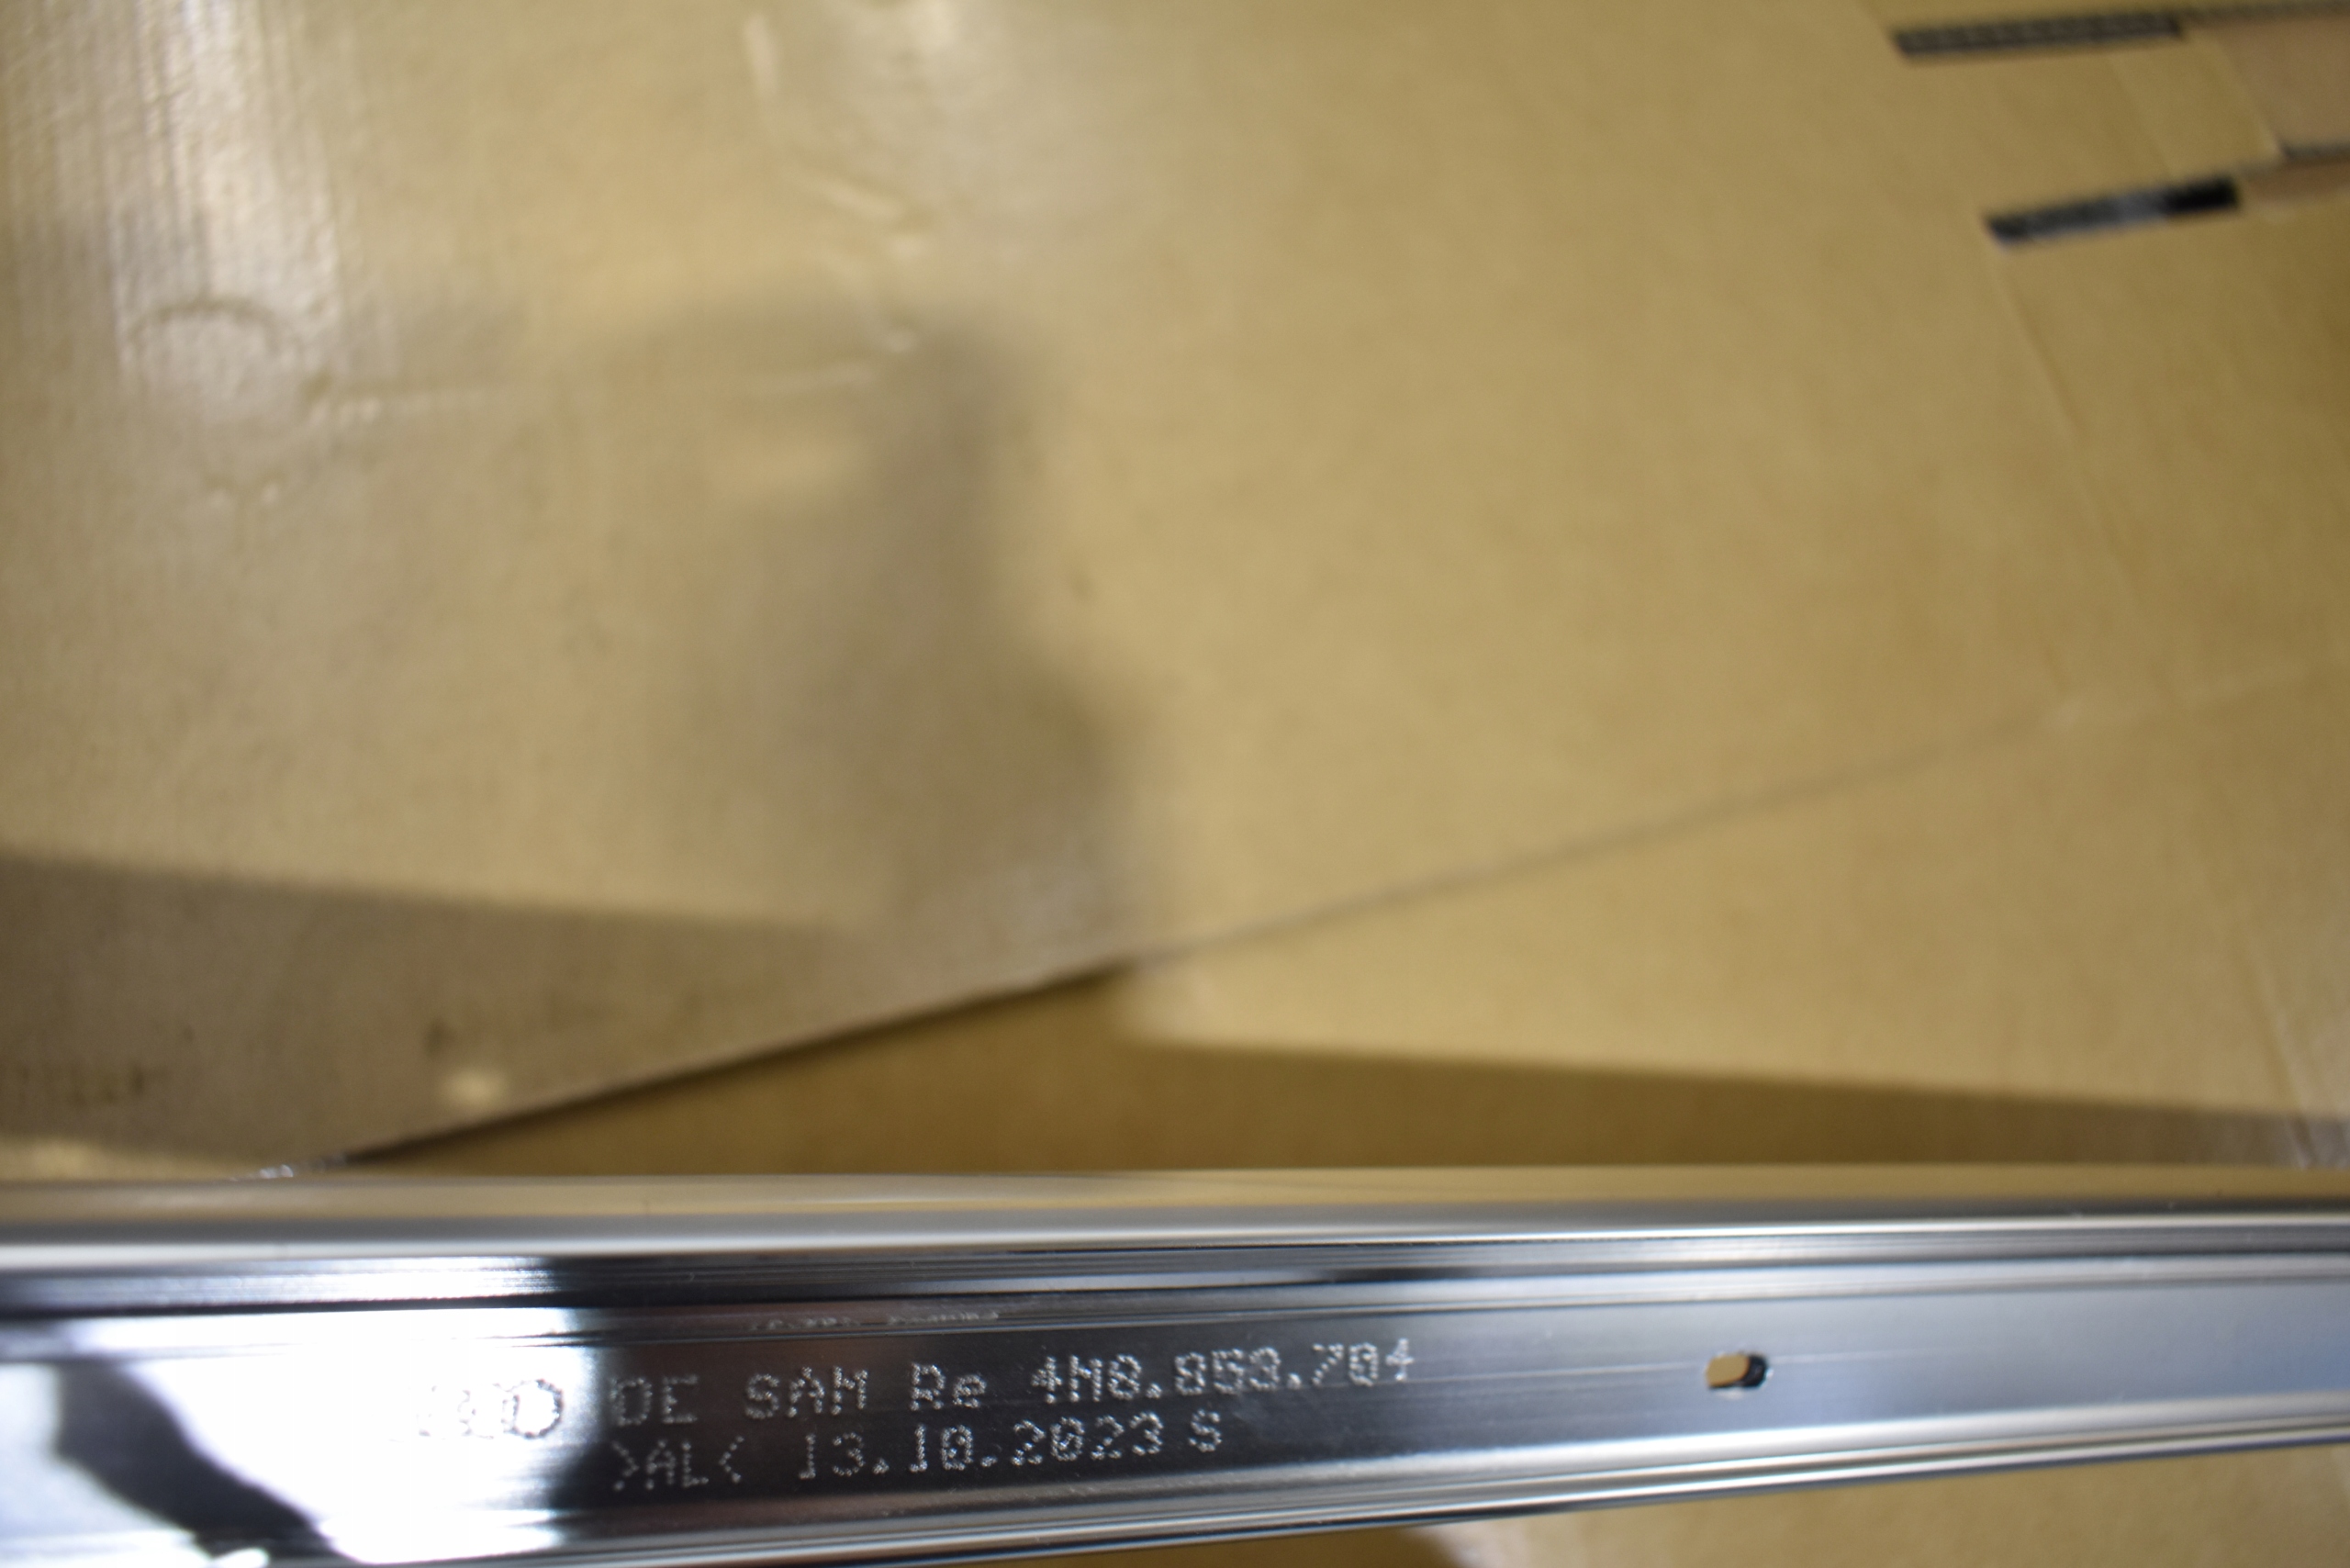 DE SAM Re 4M8.853.704
>AL< 13.10.2023 S